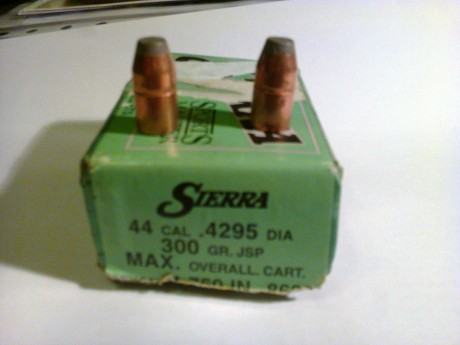 SIERRA
44 CAL .4295 DIA
300 GR. JSP
MAX. OVERALL. CART.